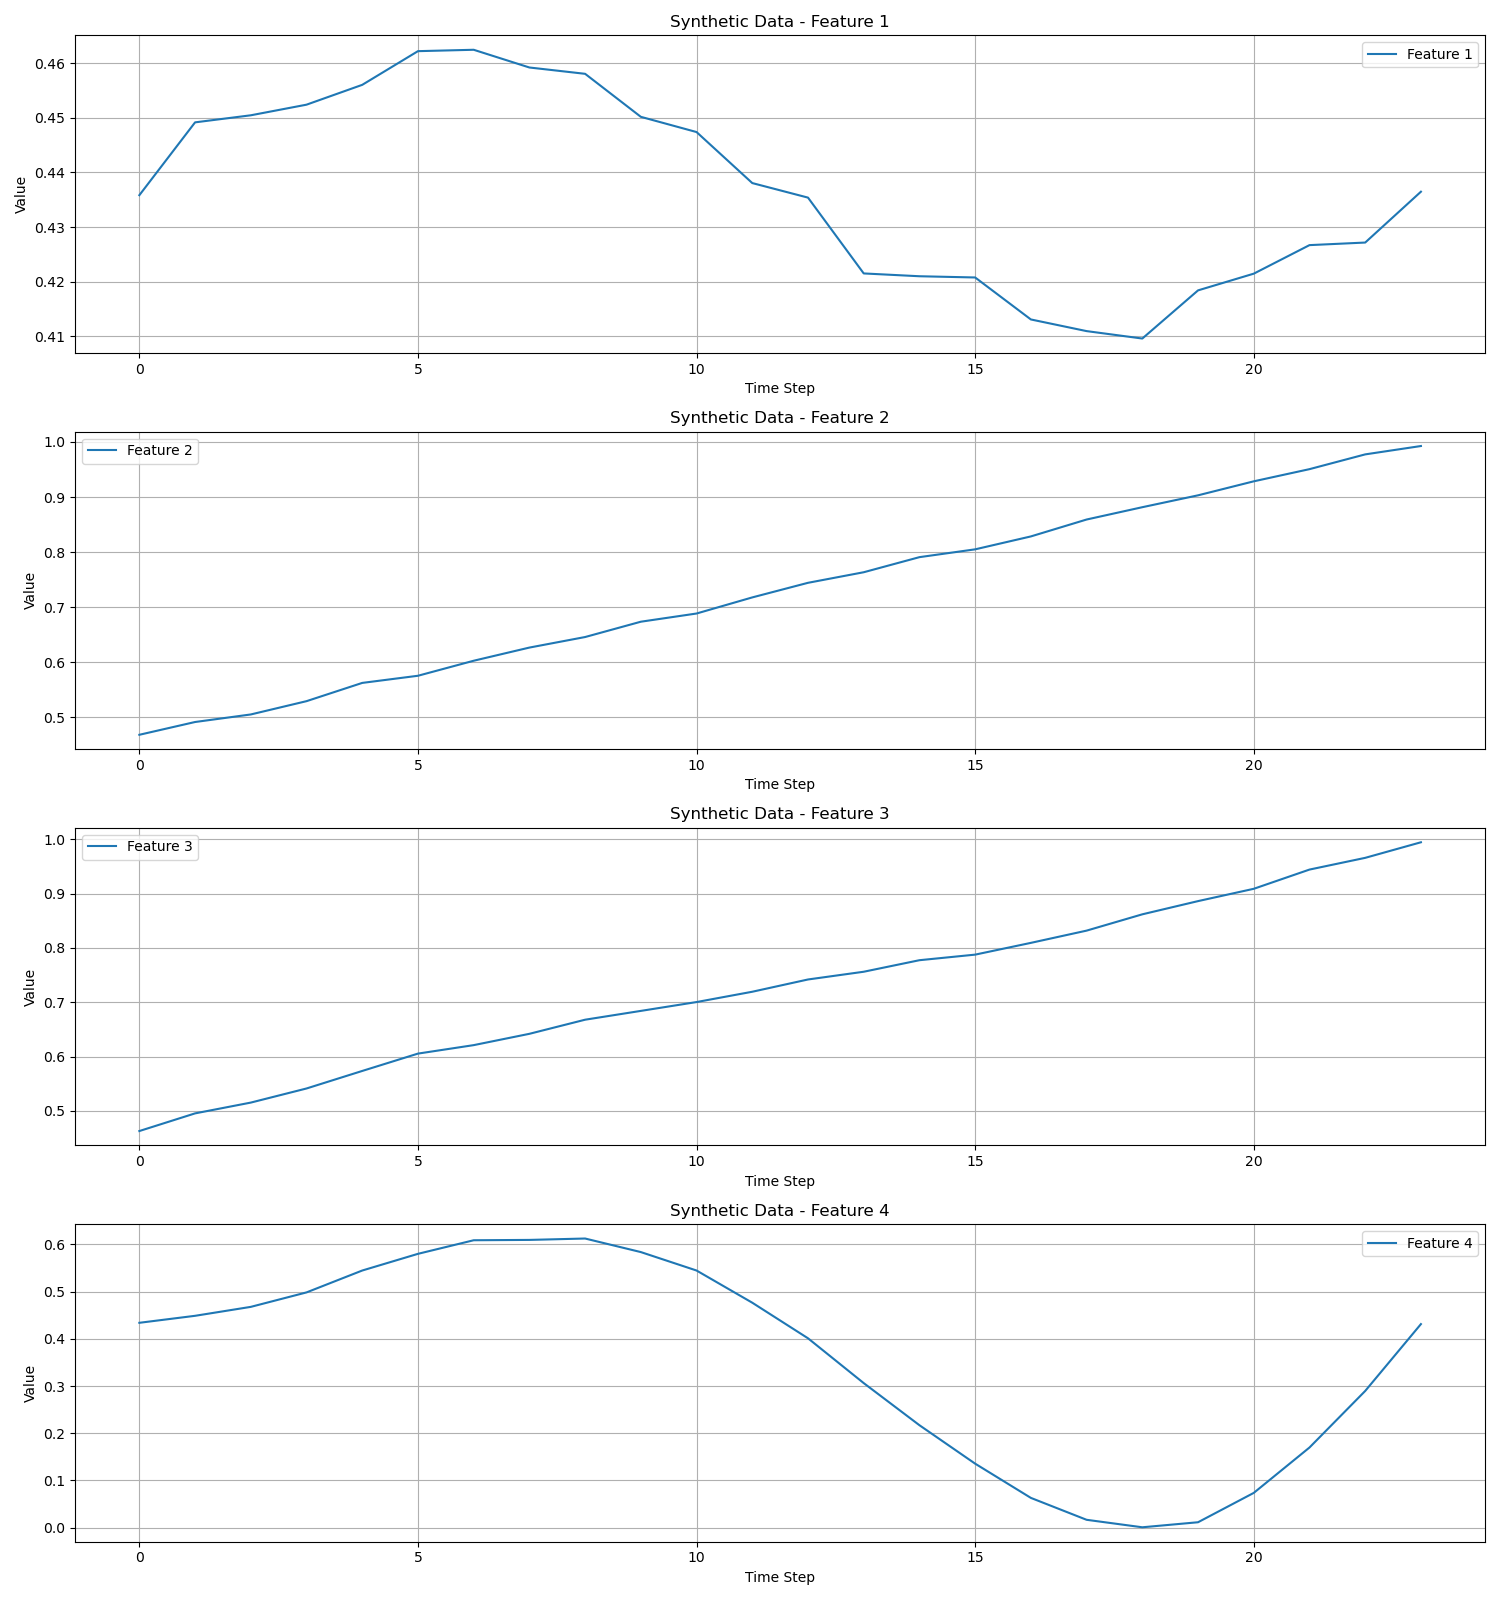 Synthetic Data - Feature 1
Feature 1
Value
0.46
0.45
0.44
0.43
0.42
0.41
0 5 10 15 20
Time Step
Synthetic Data - Feature 2
Feature 2
Value
1.0
0.9
0.8
0.7
0.6
0.5
0 5 10 15 20
Time Step
Synthetic Data - Feature 3
Feature 3
Value
1.0
0.9
0.8
0.7
0.6
0.5
0 5 10 15 20
Time Step
Synthetic Data - Feature 4
Feature 4
Value
0.6
0.5
0.4
0.3
0.2
0.1
0.0
0 5 10 15 20
Time Step